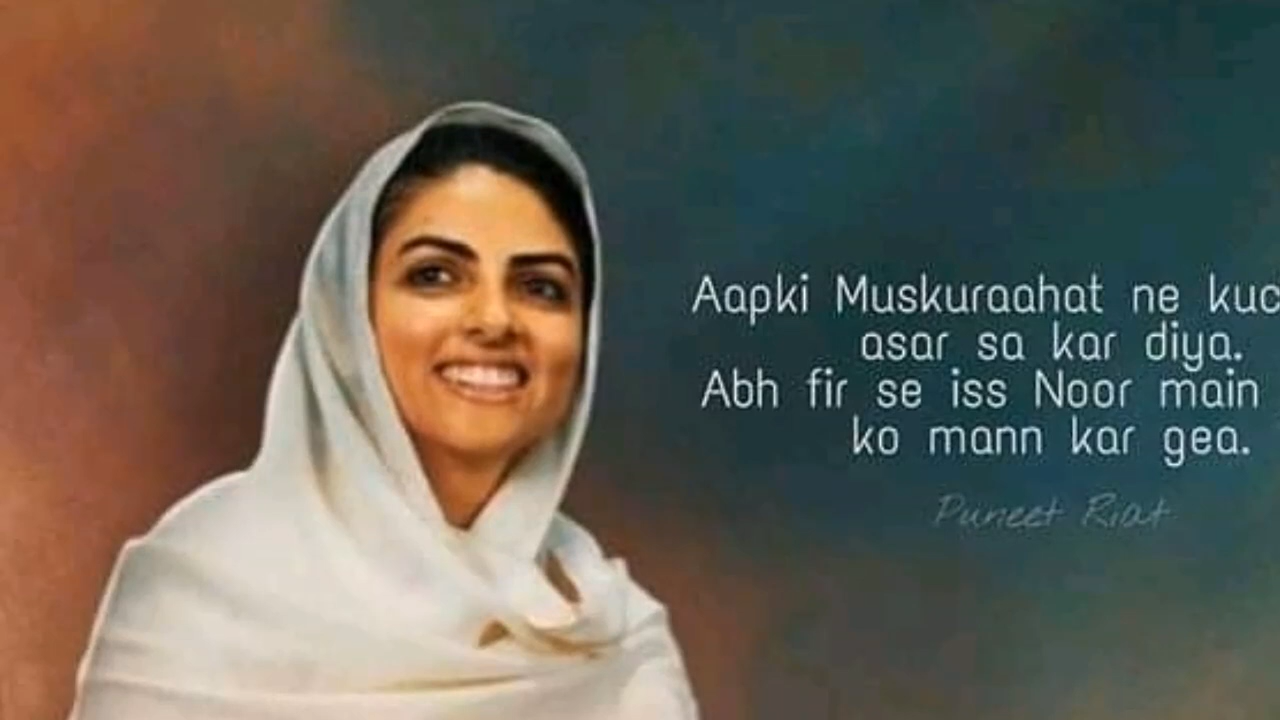 Aapki Muskuraahat ne kuc
asar sa kar diya.
Abh fir se iss Noor main
ko mann kar gea.
Puneet Riat